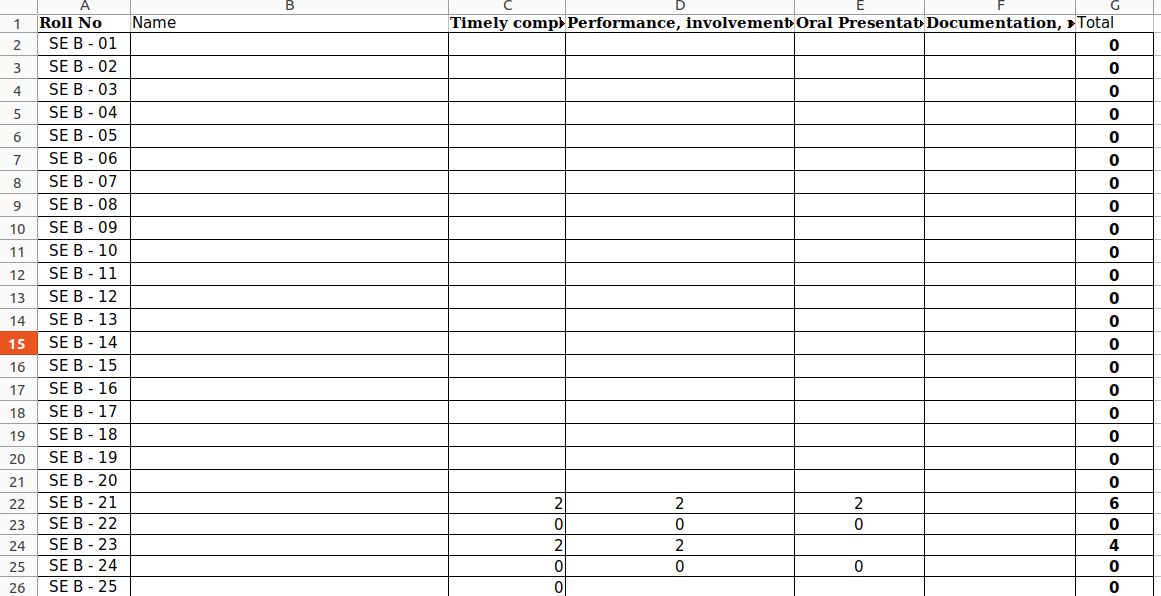 A B C D E F G
1 Roll No Name Timely comp Performance, involvement Oral Presentat Documentation, Total
2 SE B - 01 0
3 SE B - 02 0
4 SE B - 03 0
5 SE B - 04 0
6 SE B - 05 0
7 SE B - 06 0
8 SE B - 07 0
9 SE B - 08 0
10 SE B - 09 0
11 SE B - 10 0
12 SE B - 11 0
13 SE B - 12 0
14 SE B - 13 0
15 SE B - 14 0
16 SE B - 15 0
17 SE B - 16 0
18 SE B - 17 0
19 SE B - 18 0
20 SE B - 19 0
21 SE B - 20 0
22 SE B - 21 2 2 2 6
23 SE B - 22 0 0 0 0
24 SE B - 23 2 2 4
25 SE B - 24 0 0 0 0
26 SE B - 25 0 0